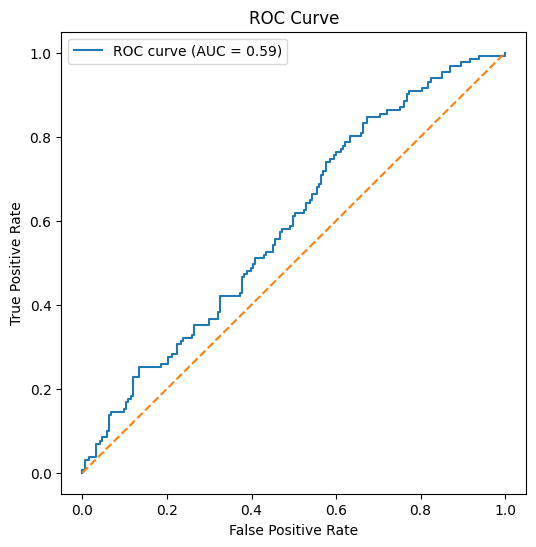 ROC Curve
ROC curve (AUC = 0.59)
1.0
0.8
0.6
0.4
0.2
0.0
True Positive Rate
0.0 0.2 0.4 0.6 0.8 1.0
False Positive Rate